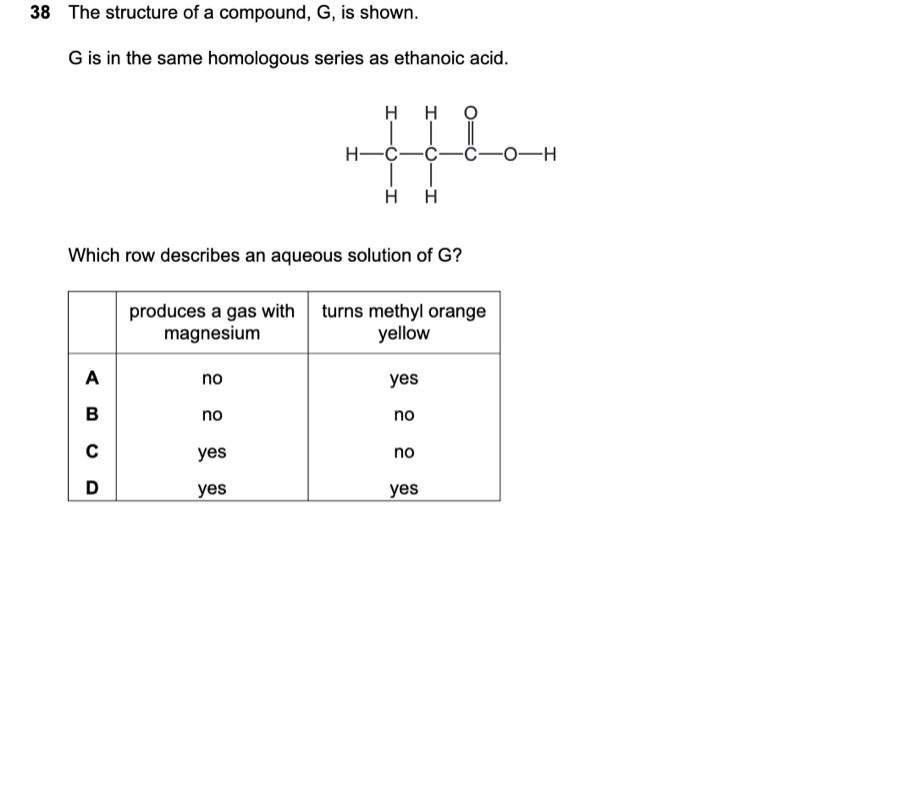 38 The structure of a compound, G, is shown.
G is in the same homologous series as ethanoic acid.
H H O
H C C C O H
H H
Which row describes an aqueous solution of G?
produces a gas with magnesium
turns methyl orange yellow
A no yes
B no no
C yes no
D yes yes